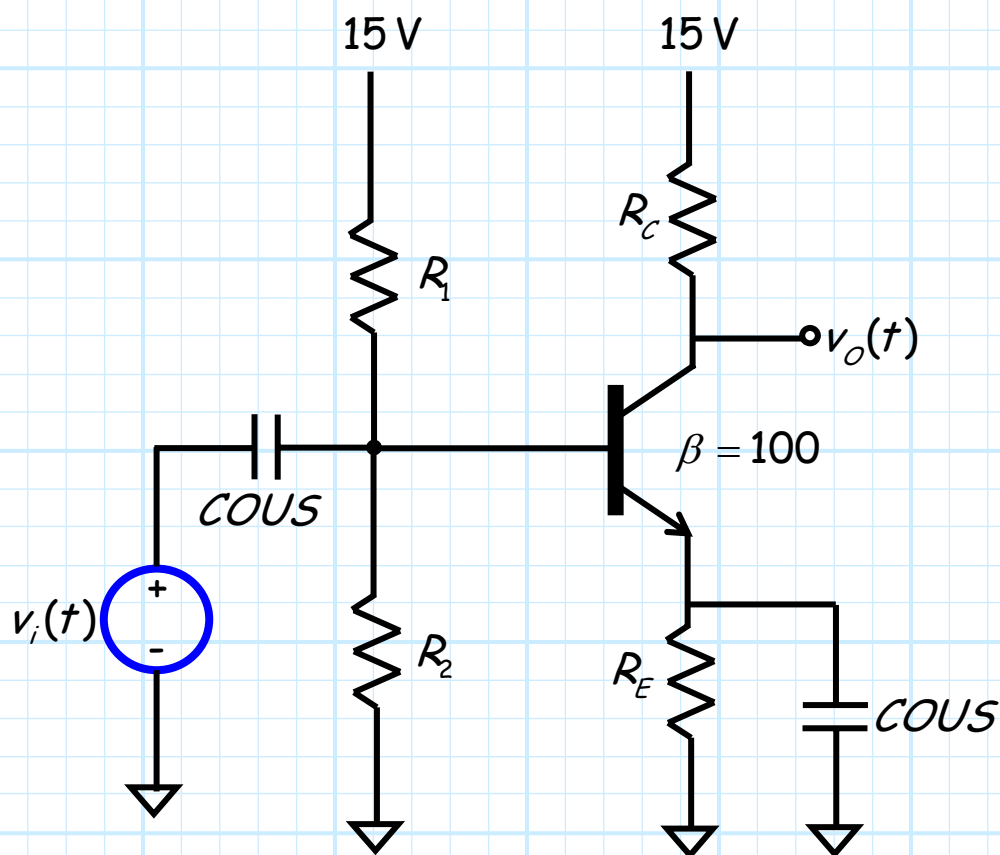 15 V
15 V
R_C
R_1
v_O(t)
β = 100
COUS
+
v_i(t)
-
R_2
R_E
COUS